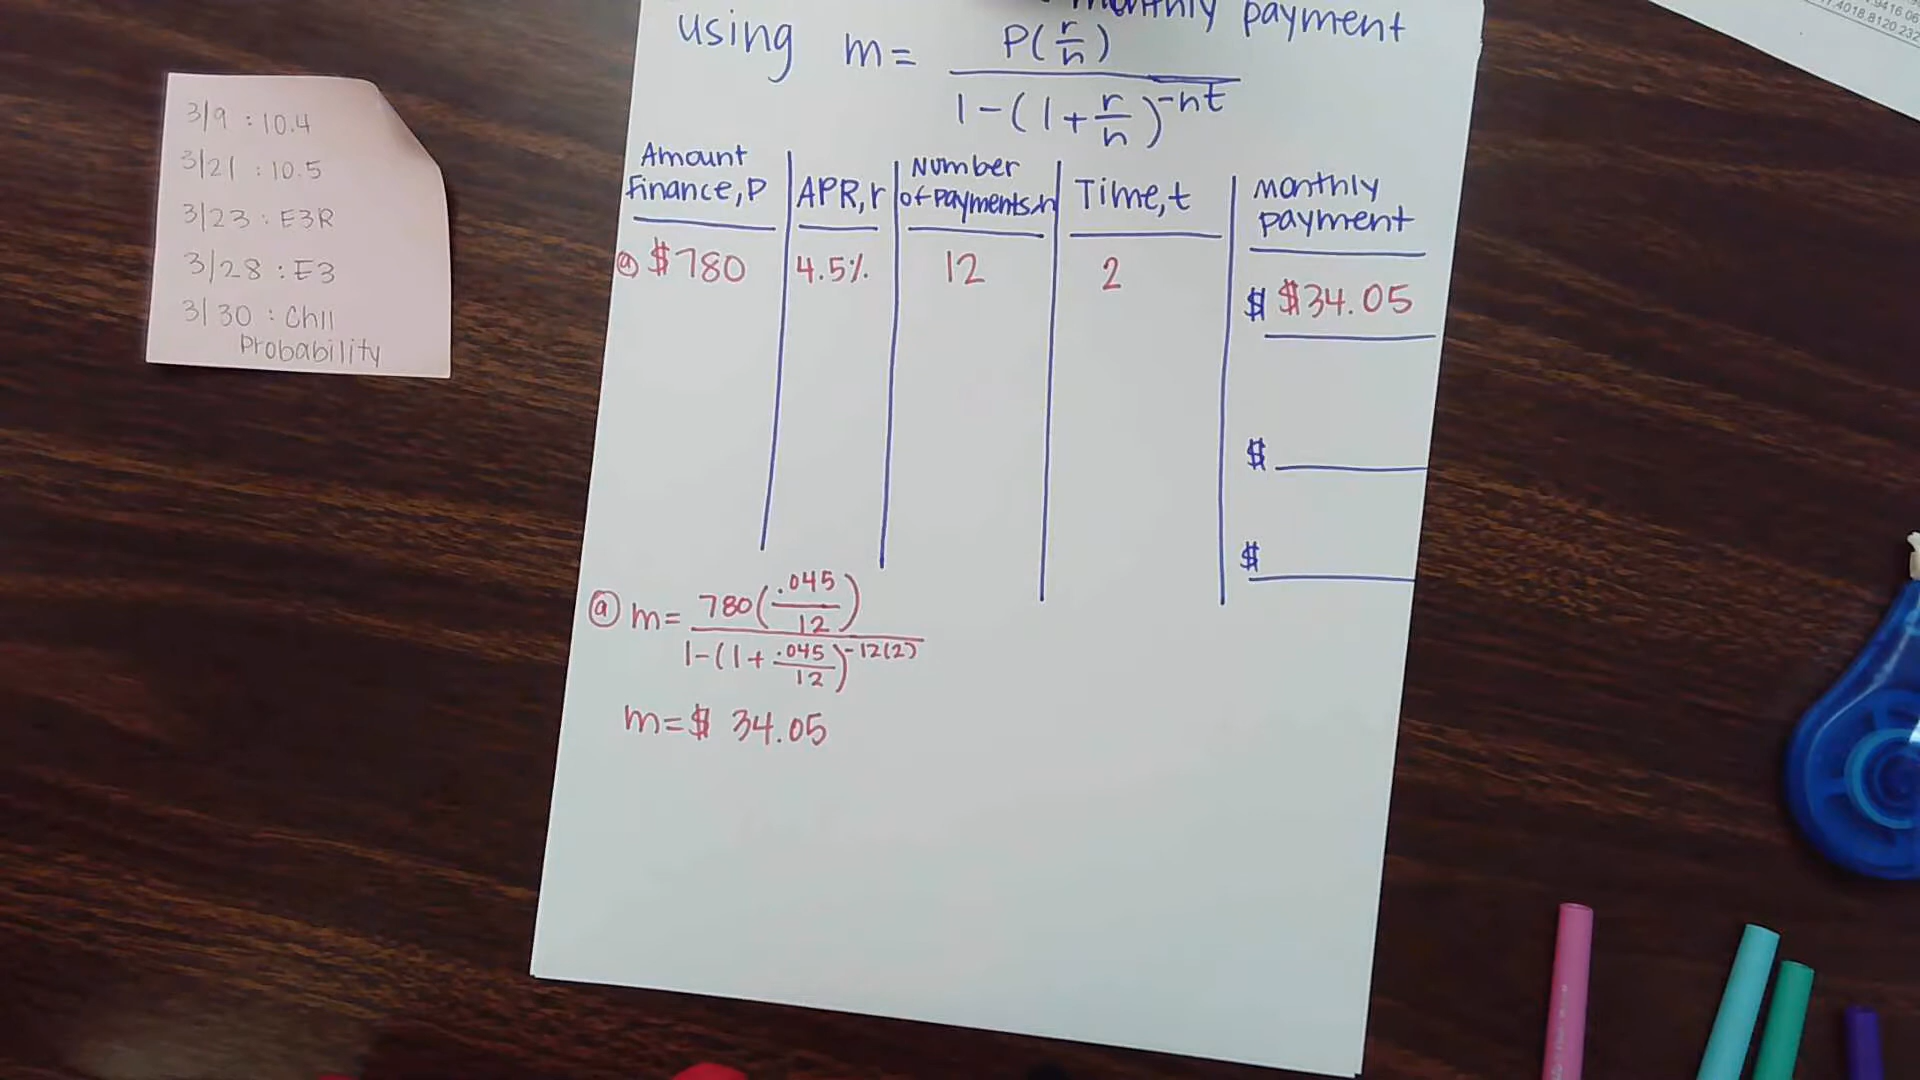 monthly payment
using m= P(r/n)
1-(1+r/n)^-nt
Amount Finance, P
APR, r
Number of Payments, n
Time, t
monthly payment
ⓐ $780 4.5% 12 2 $ $34.05
$
$
ⓐ m= 780(.045/12)
1-(1+.045/12)^-12(2)
m=$ 34.05
3/9 : 10.4
3/21 : 10.5
3/23 : E3R
3/28 : E3
3/30 : Ch11
Probability